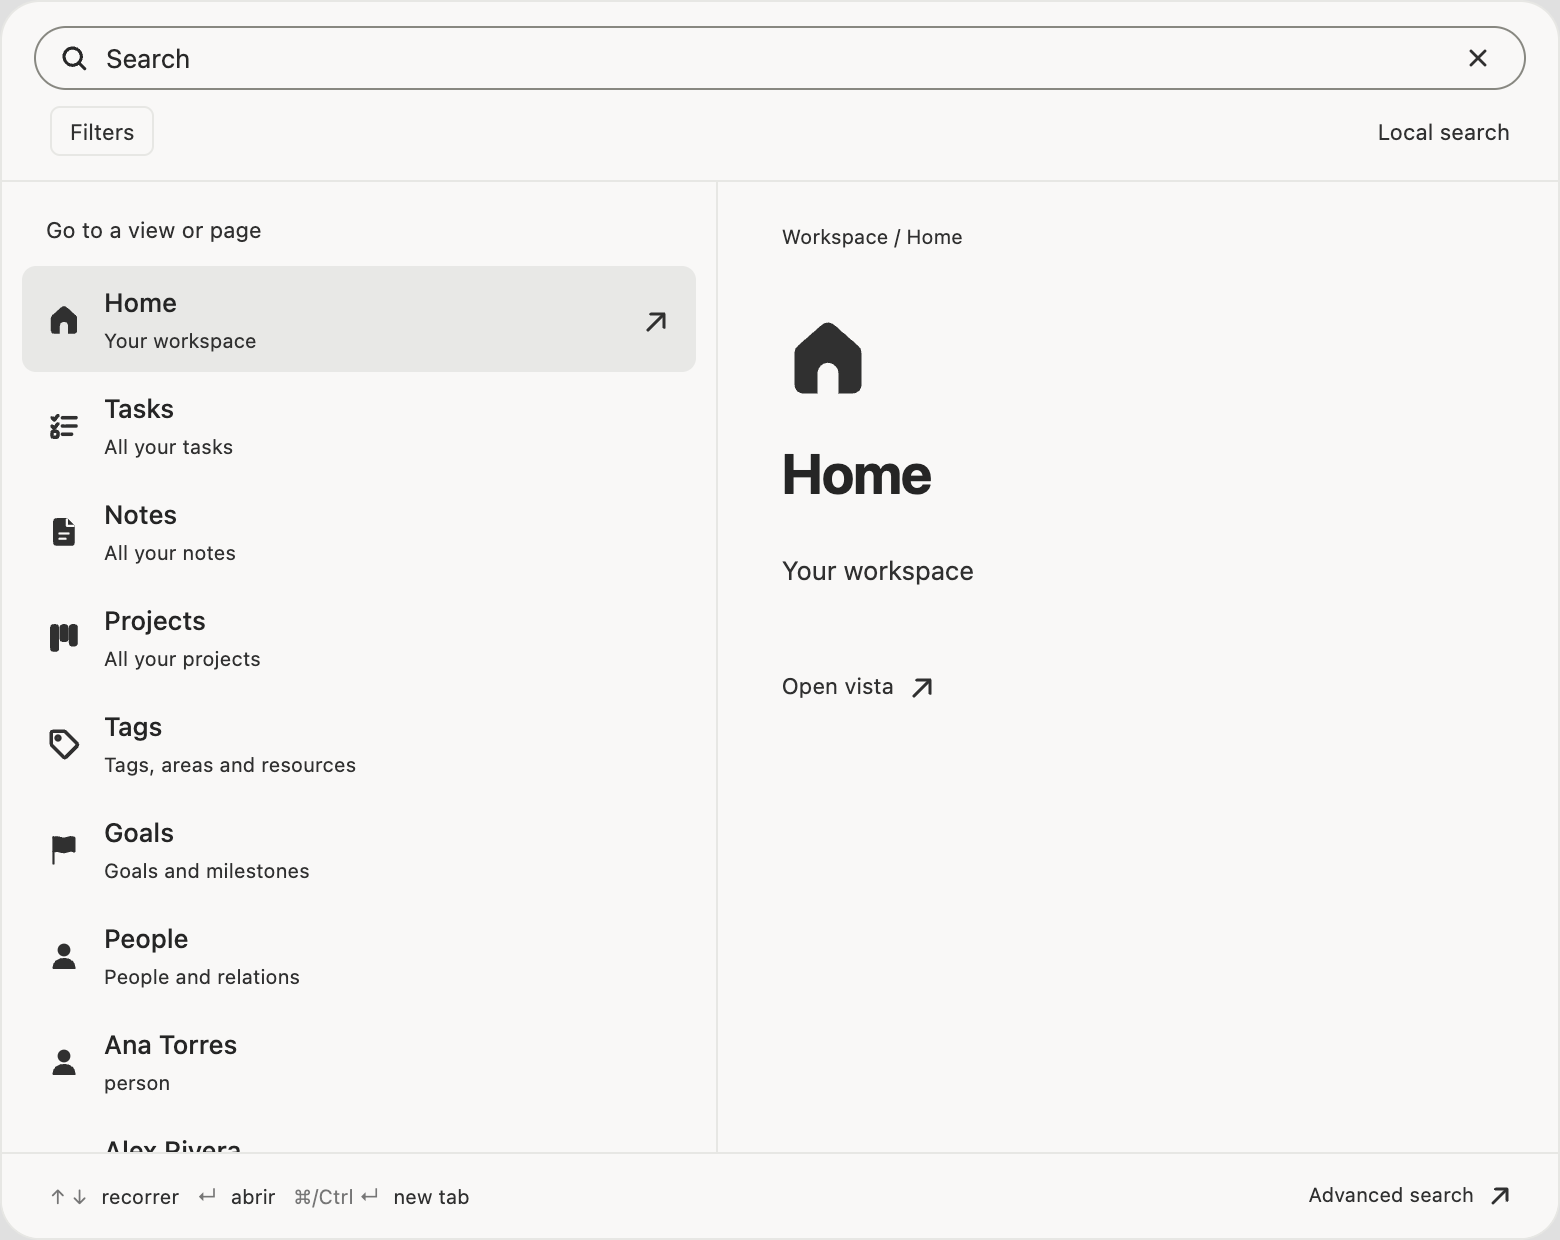 Search
Filters
Local search
Go to a view or page
Home
Your workspace
Tasks
All your tasks
Notes
All your notes
Projects
All your projects
Tags
Tags, areas and resources
Goals
Goals and milestones
People
People and relations
Ana Torres
person
Alex Rivera
Workspace / Home
Home
Your workspace
Open vista
↑ ↓ recorrer ↵ abrir ⌘/Ctrl ↵ new tab
Advanced search